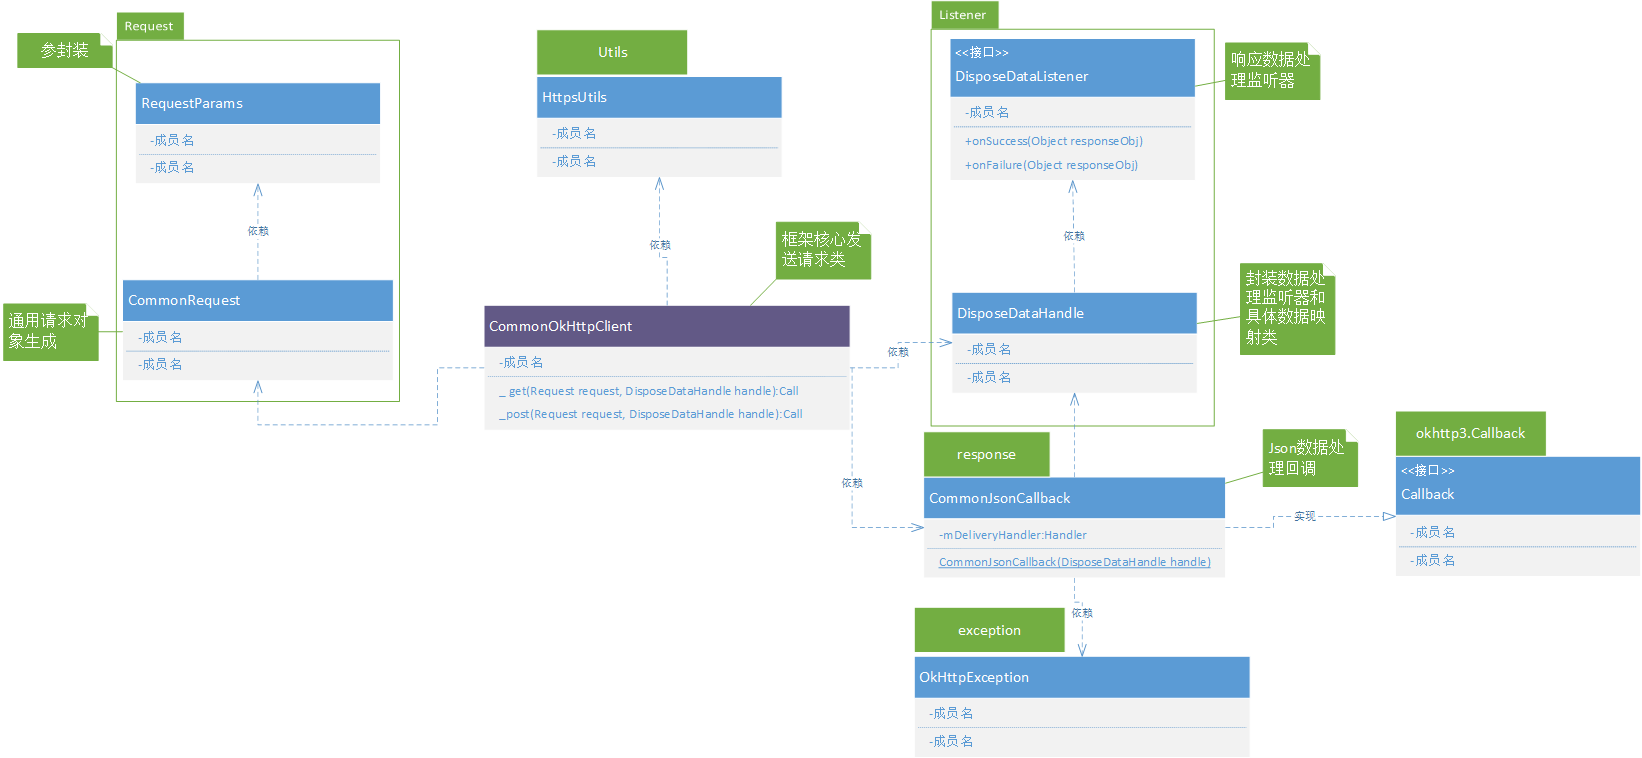 Request
参封装
RequestParams
-成员名
-成员名
依赖
CommonRequest
-成员名
-成员名
通用请求对
象生成
Utils
HttpsUtils
-成员名
-成员名
依赖
框架核心发
送请求类
CommonOkHttpClient
-成员名
_ get(Request request, DisposeDataHandle handle):Call
_post(Request request, DisposeDataHandle handle):Call
依赖
依赖
Listener
<<接口>>
DisposeDataListener
-成员名
+onSuccess(Object responseObj)
+onFailure(Object responseObj)
响应数据处
理监听器
依赖
DisposeDataHandle
-成员名
-成员名
封装数据处
理监听器和
具体数据映
射类
response
CommonJsonCallback
-mDeliveryHandler:Handler
CommonJsonCallback(DisposeDataHandle handle)
Json数据处
理回调
实现
okhttp3.Callback
<<接口>>
Callback
-成员名
-成员名
依赖
exception
OkHttpException
-成员名
-成员名